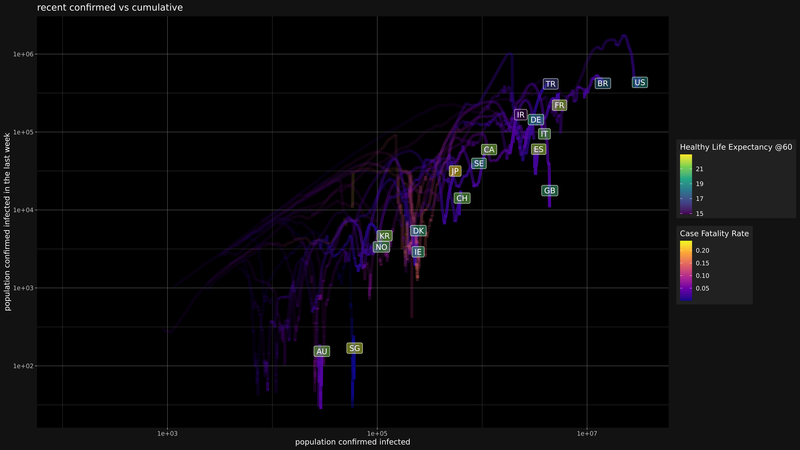 recent confirmed vs cumulative
population confirmed infected in the last week
1e+06
1e+05
1e+04
1e+03
1e+02
TR
BR
US
FR
IR
DE
IT
CA
ES
SE
JP
GB
CH
KR
DK
NO
IE
AU
SG
1e+03
1e+05
1e+07
population confirmed infected
Healthy Life Expectancy @60
21
19
17
15
Case Fatality Rate
0.20
0.15
0.10
0.05